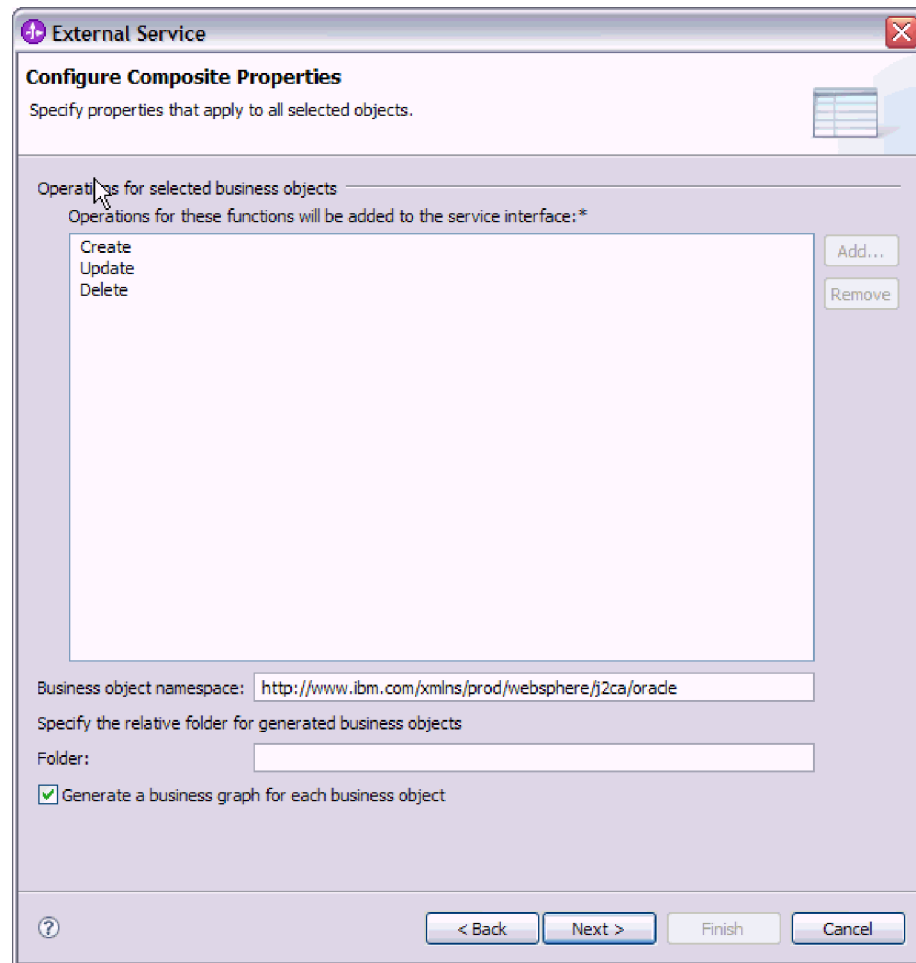 External Service
Configure Composite Properties
Specify properties that apply to all selected objects.
Operations for selected business objects
Operations for these functions will be added to the service interface:*
Create
Update
Delete
Add...
Remove
Business object namespace: http://www.ibm.com/xmlns/prod/websphere/j2ca/oracle
Specify the relative folder for generated business objects
Folder:
Generate a business graph for each business object
? < Back Next > Finish Cancel